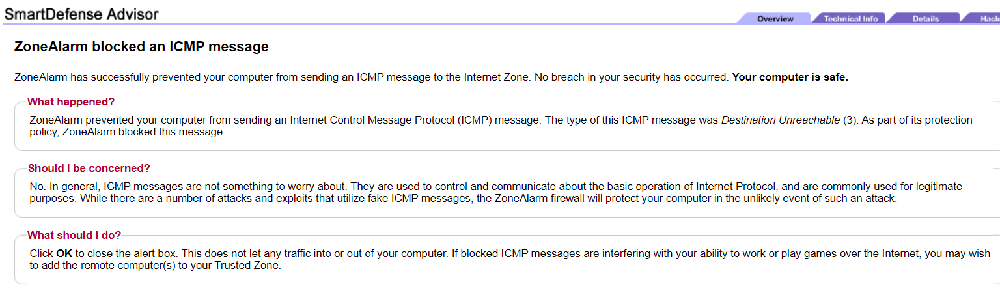 SmartDefense Advisor
Overview Technical Info Details Hack
ZoneAlarm blocked an ICMP message
ZoneAlarm has successfully prevented your computer from sending an ICMP message to the Internet Zone. No breach in your security has occurred. Your computer is safe.
What happened?
ZoneAlarm prevented your computer from sending an Internet Control Message Protocol (ICMP) message. The type of this ICMP message was Destination Unreachable (3). As part of its protection
policy, ZoneAlarm blocked this message.
Should I be concerned?
No. In general, ICMP messages are not something to worry about. They are used to control and communicate about the basic operation of Internet Protocol, and are commonly used for legitimate
purposes. While there are a number of attacks and exploits that utilize fake ICMP messages, the ZoneAlarm firewall will protect your computer in the unlikely event of such an attack.
What should I do?
Click OK to close the alert box. This does not let any traffic into or out of your computer. If blocked ICMP messages are interfering with your ability to work or play games over the Internet, you may wish
to add the remote computer(s) to your Trusted Zone.